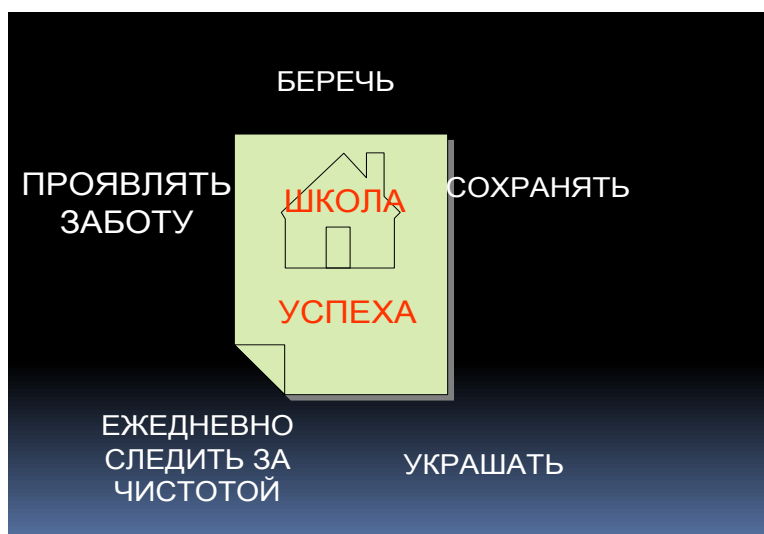 БЕРЕЧЬ
ПРОЯВЛЯТЬ
ЗАБОТУ
ШКОЛА
СОХРАНЯТЬ
УСПЕХА
ЕЖЕДНЕВНО
СЛЕДИТЬ ЗА
ЧИСТОТОЙ
УКРАШАТЬ